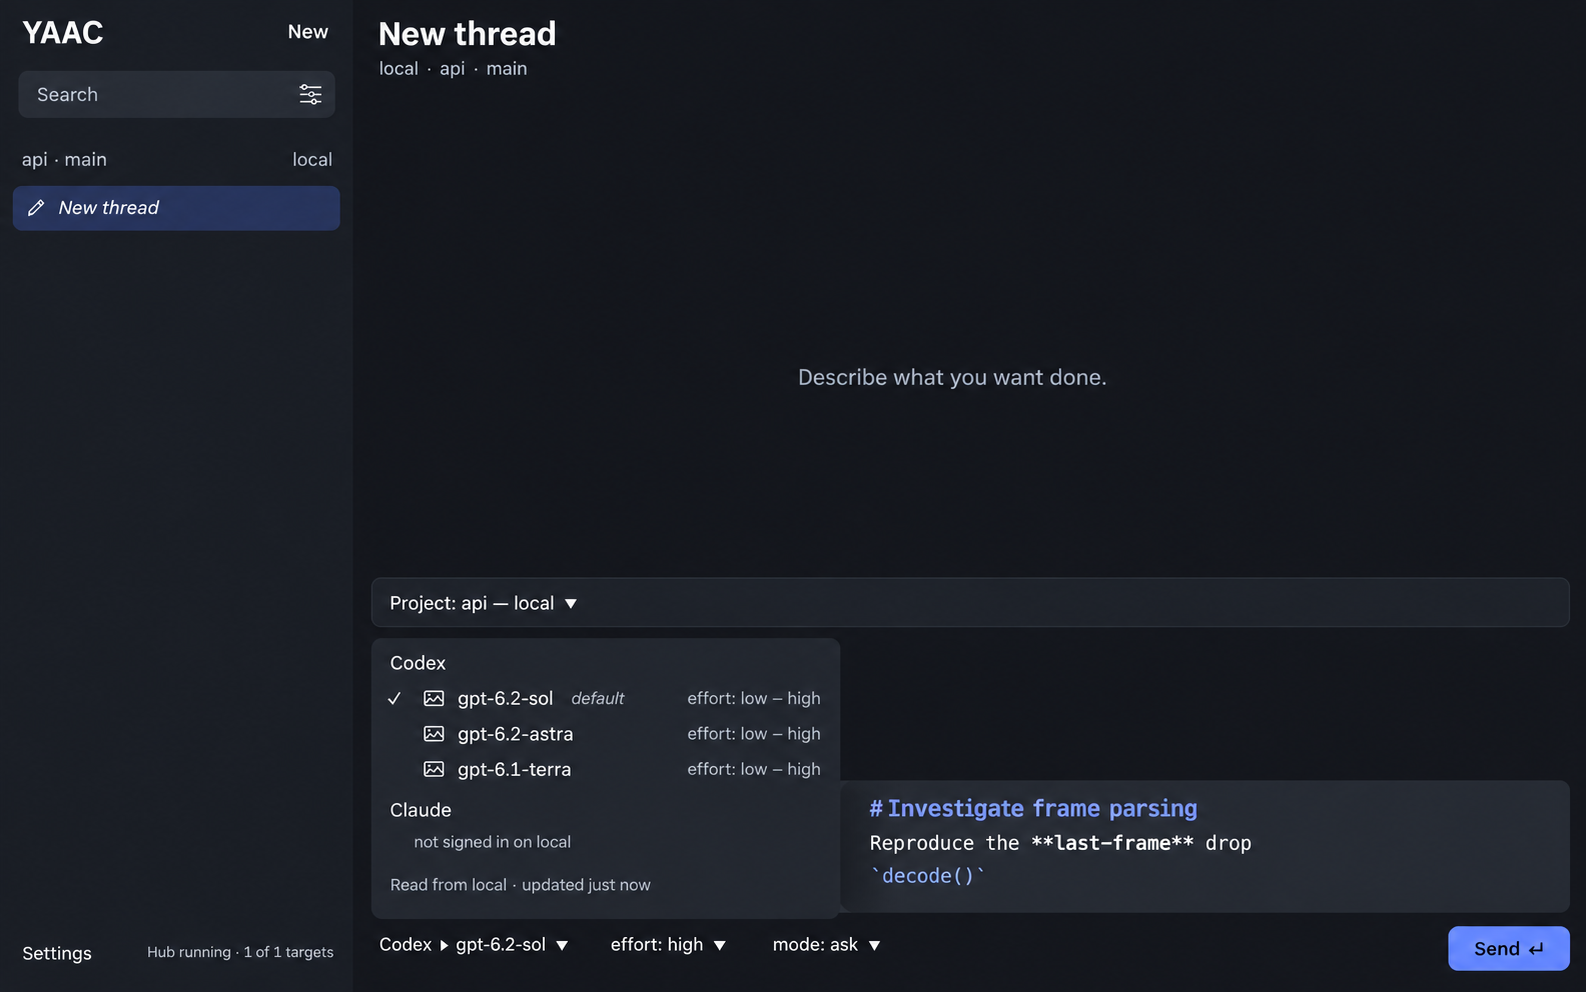 YAAC
New
Search
api · main
local
New thread
Settings
Hub running · 1 of 1 targets
New thread
local · api · main
Describe what you want done.
Project: api — local ▼
Codex
✓ gpt-6.2-sol default effort: low – high
gpt-6.2-astra effort: low – high
gpt-6.1-terra effort: low – high
Claude
not signed in on local
Read from local · updated just now
# Investigate frame parsing
Reproduce the **last-frame** drop
`decode()`
Codex ▶ gpt-6.2-sol ▼
effort: high ▼
mode: ask ▼
Send ↵